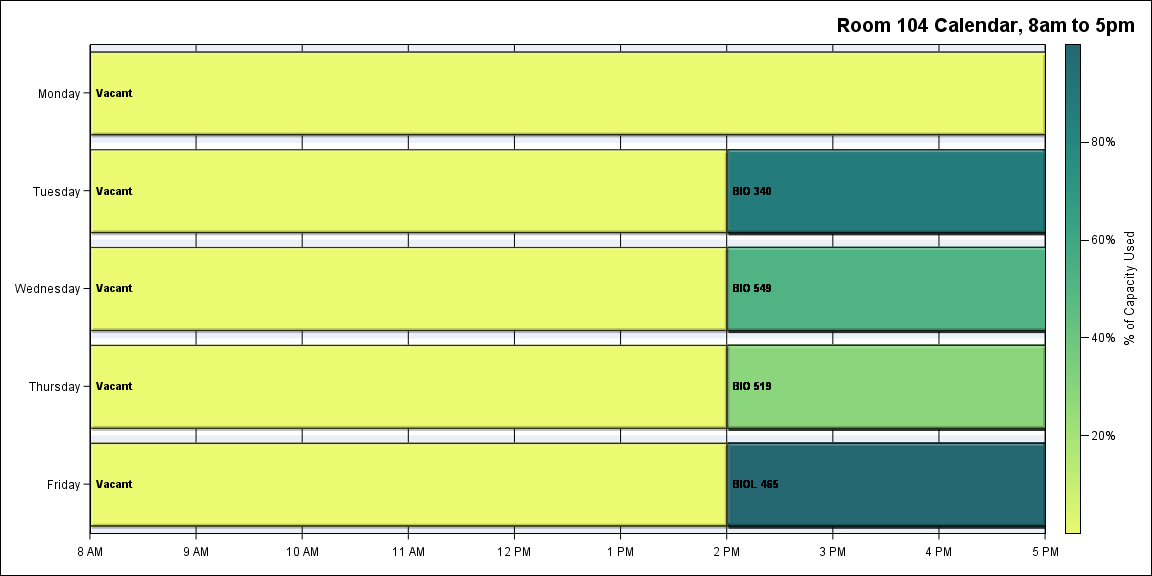 Room 104 Calendar, 8am to 5pm
Monday
Vacant
Tuesday
Vacant
BIO 340
Wednesday
Vacant
BIO 549
Thursday
Vacant
BIO 519
Friday
Vacant
BIOL 465
8 AM 9 AM 10 AM 11 AM 12 PM 1 PM 2 PM 3 PM 4 PM 5 PM
80%
60%
40%
20%
% of Capacity Used